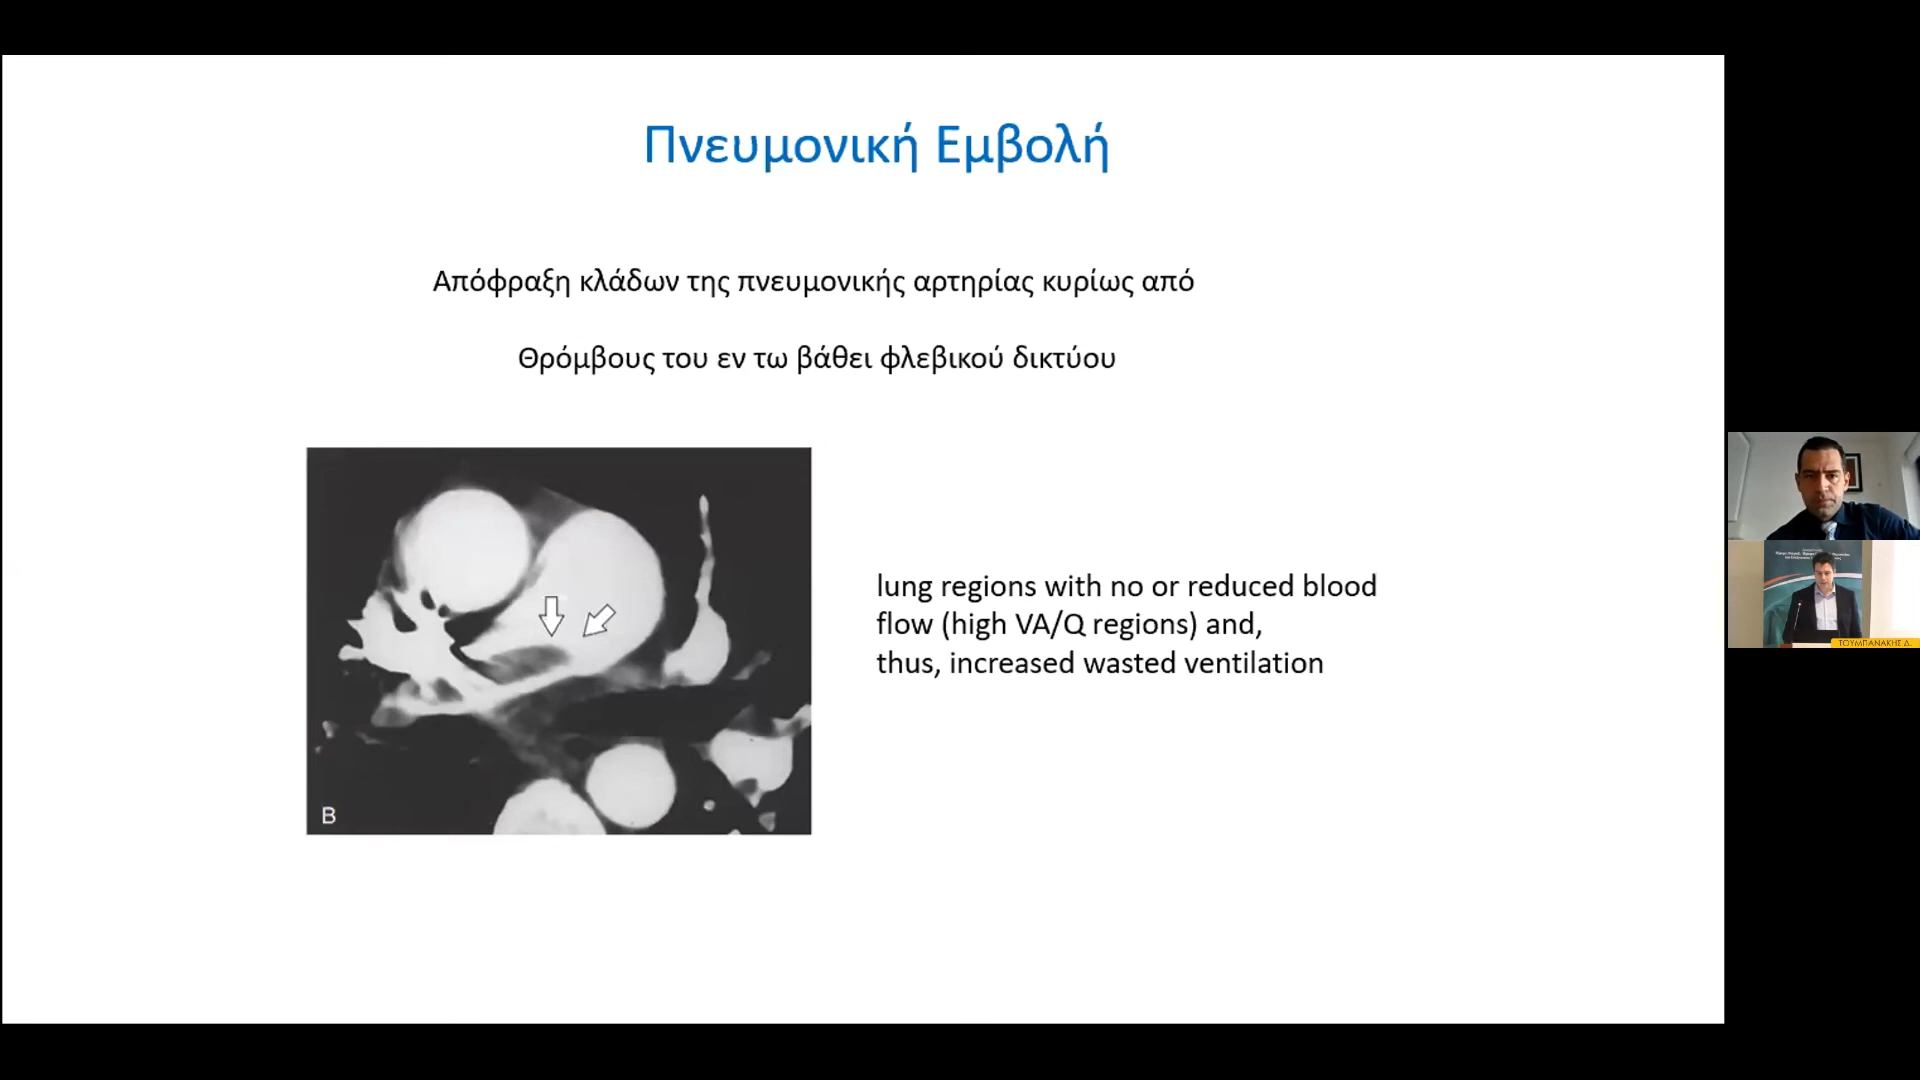 Πνευμονική Εμβολή
Απόφραξη κλάδων της πνευμονικής αρτηρίας κυρίως από
Θρόμβους του εν τω βάθει φλεβικού δικτύου
lung regions with no or reduced blood
flow (high VA/Q regions) and,
thus, increased wasted ventilation
B
ΤΟΥΜΠΑΝΑΚΗΣ Δ.